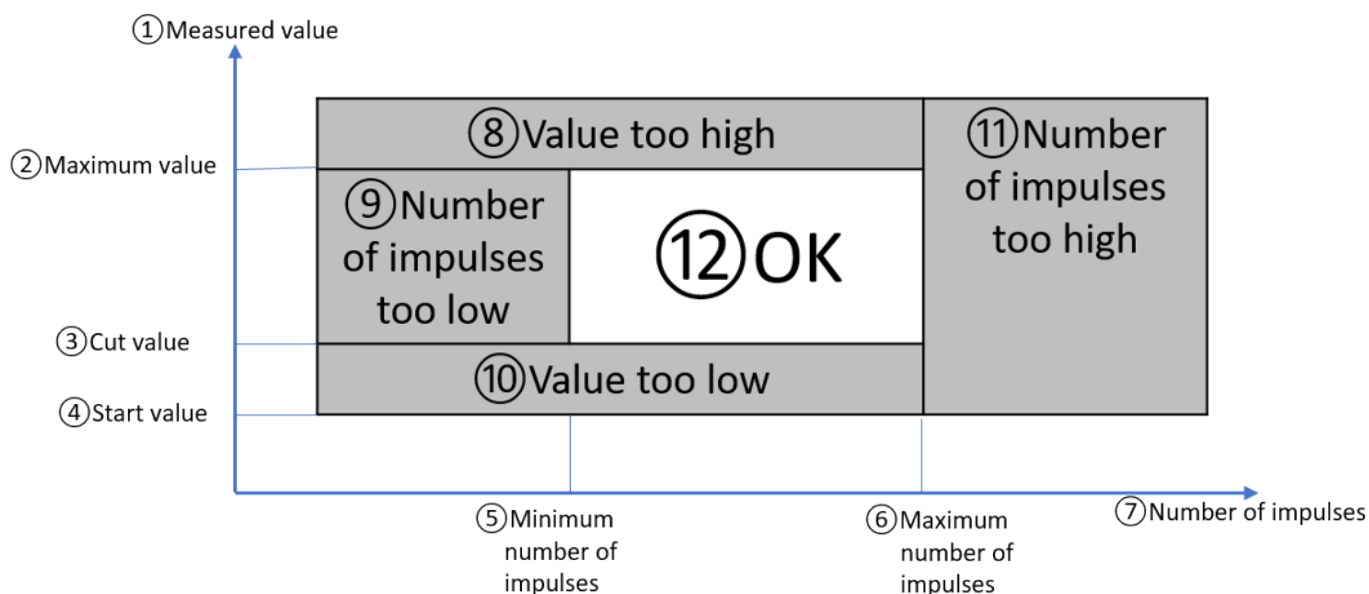 ①Measured value
⑧Value too high
⑪Number
of impulses
too high
②Maximum value
⑨Number
of impulses
too low
⑫OK
③Cut value
⑩Value too low
④Start value
⑤Minimum
number of
impulses
⑥Maximum
number of
impulses
⑦Number of impulses